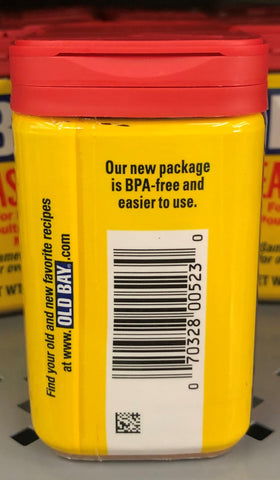 Our new package
is BPA-free and
easier to use.
Find your old and new favorite recipes
at www.OLD BAY.com
0 70328 00523 0